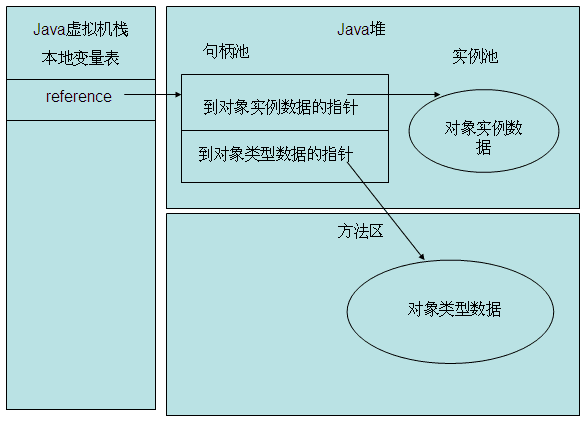 Java虚拟机栈
本地变量表
reference
Java堆
句柄池
实例池
到对象实例数据的指针
到对象类型数据的指针
对象实例数
据
方法区
对象类型数据